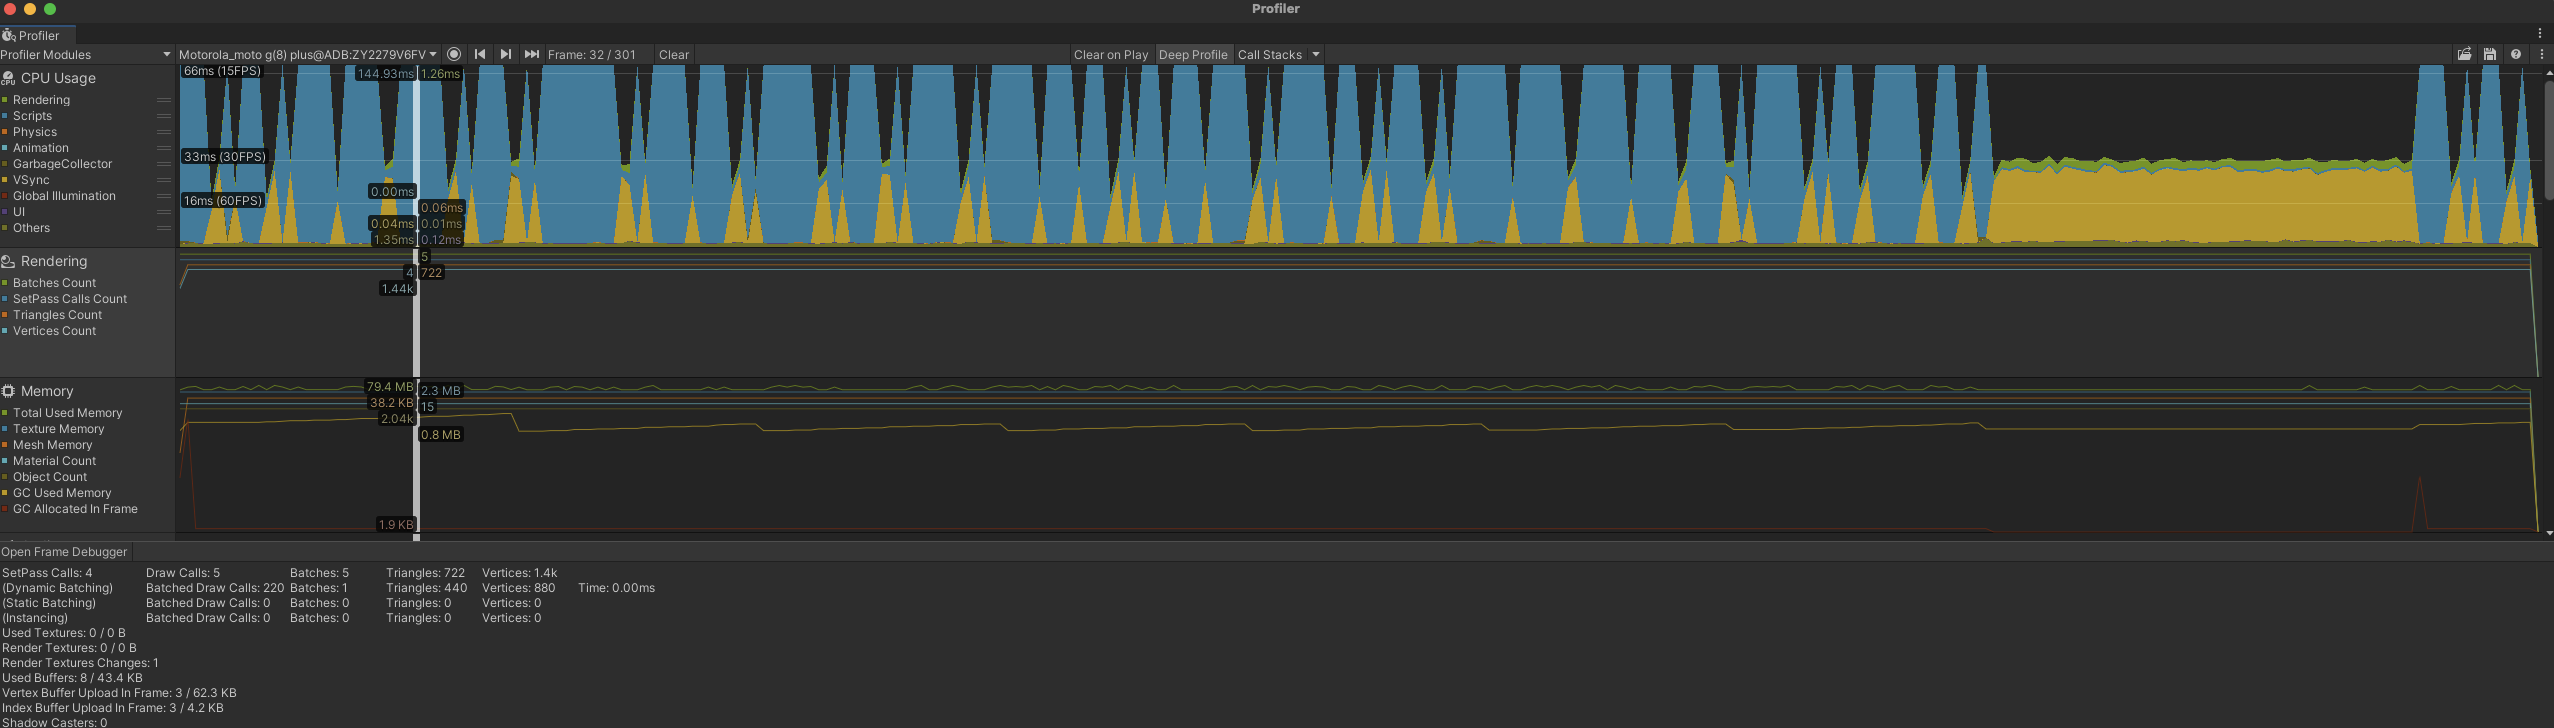 Profiler
Profiler
Profiler Modules
Motorola_moto g(8) plus@ADB:ZY2279V6FV
Frame: 32 / 301
Clear
Clear on Play
Deep Profile
Call Stacks
CPU Usage
Rendering
Scripts
Physics
Animation
GarbageCollector
VSync
Global Illumination
UI
Others
66ms (15FPS)
33ms (30FPS)
16ms (60FPS)
144.93ms
1.26ms
0.00ms
0.06ms
0.04ms
0.01ms
1.35ms
0.12ms
Rendering
Batches Count
SetPass Calls Count
Triangles Count
Vertices Count
5
4
722
1.44k
Memory
Total Used Memory
Texture Memory
Mesh Memory
Material Count
Object Count
GC Used Memory
GC Allocated In Frame
79.4 MB
2.3 MB
38.2 KB
15
2.04k
0.8 MB
1.9 KB
Open Frame Debugger
SetPass Calls: 4 Draw Calls: 5 Batches: 5 Triangles: 722 Vertices: 1.4k
(Dynamic Batching) Batched Draw Calls: 220 Batches: 1 Triangles: 440 Vertices: 880 Time: 0.00ms
(Static Batching) Batched Draw Calls: 0 Batches: 0 Triangles: 0 Vertices: 0
(Instancing) Batched Draw Calls: 0 Batches: 0 Triangles: 0 Vertices: 0
Used Textures: 0 / 0 B
Render Textures: 0 / 0 B
Render Textures Changes: 1
Used Buffers: 8 / 43.4 KB
Vertex Buffer Upload In Frame: 3 / 62.3 KB
Index Buffer Upload In Frame: 3 / 4.2 KB
Shadow Casters: 0